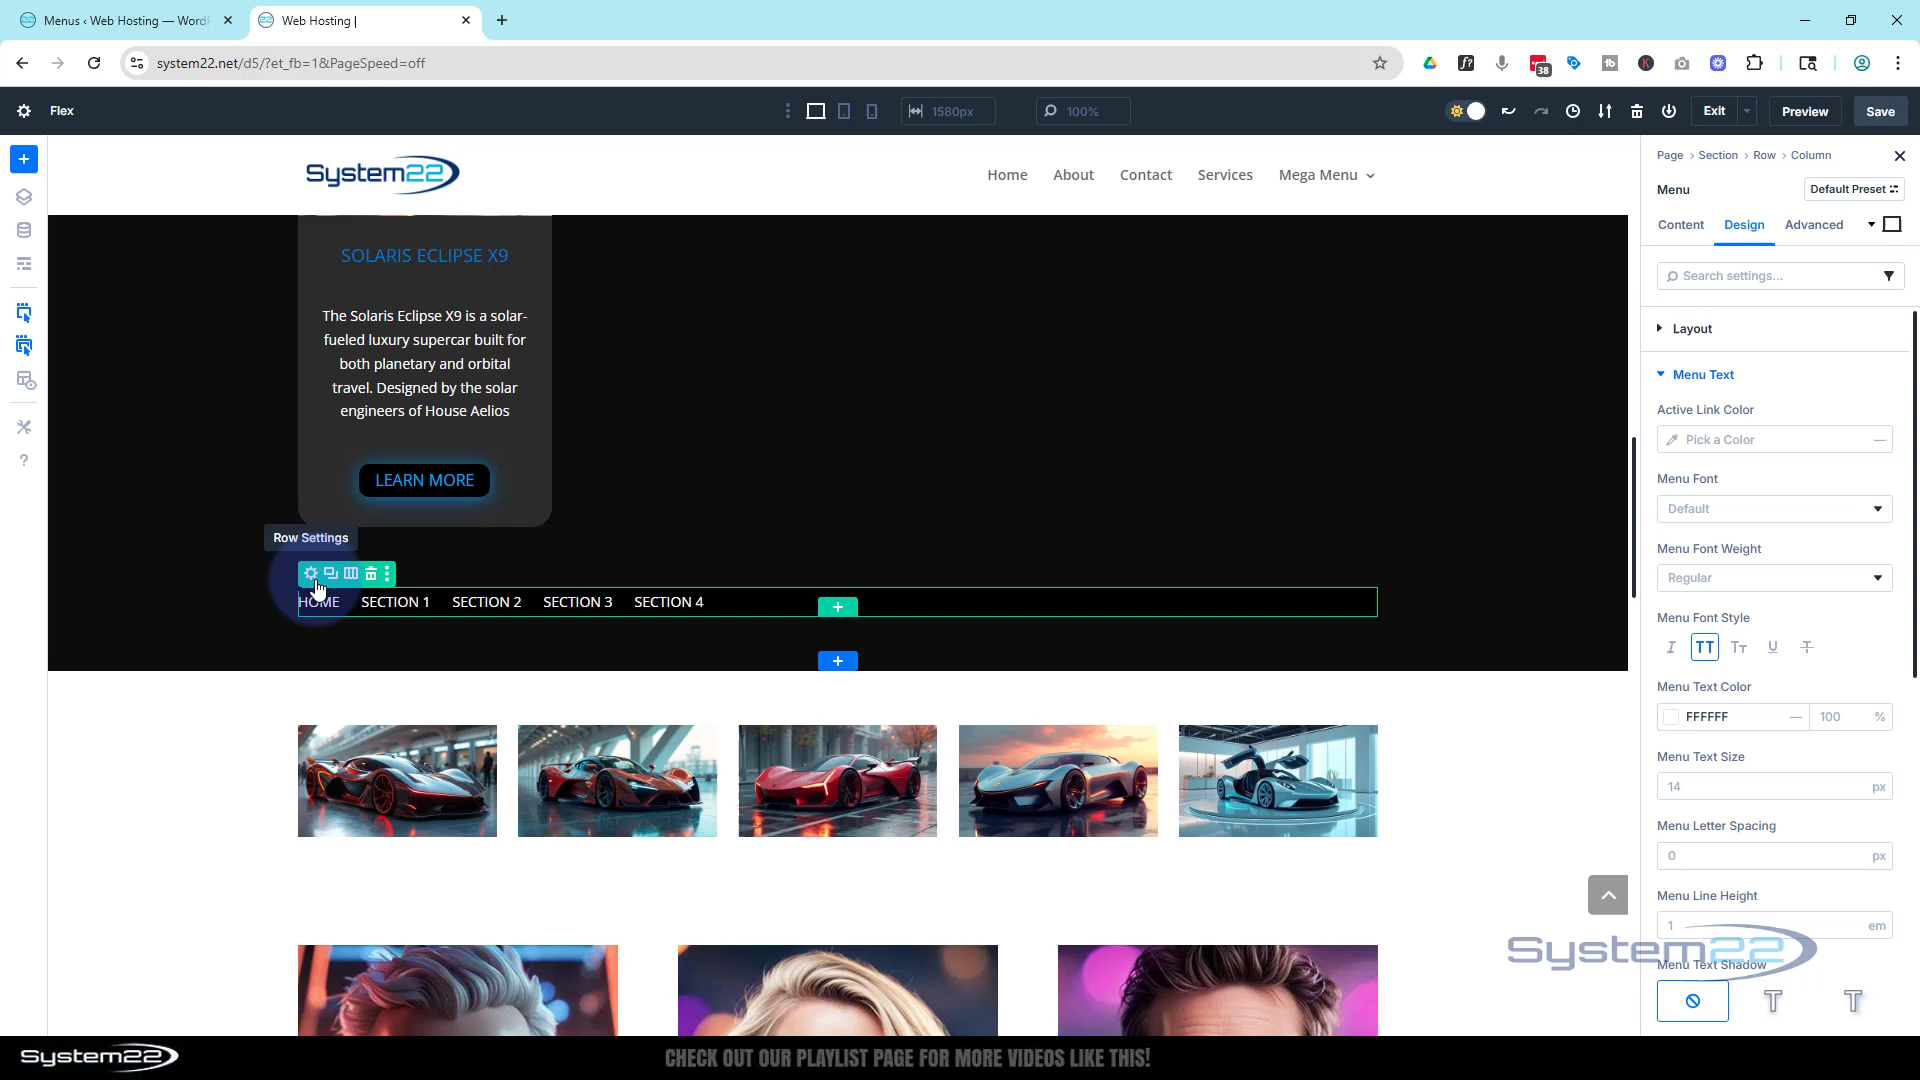 Menus ‹ Web Hosting — WordP
Web Hosting |
system22.net/d5/?et_fb=1&PageSpeed=off
38
Flex
1580px
100%
Exit
Preview
Save
System22
Home
About
Contact
Services
Mega Menu
Page › Section › Row › Column
Menu
Default Preset
Content
Design
Advanced
Search settings...
Layout
Menu Text
Active Link Color
Pick a Color
Menu Font
Default
Menu Font Weight
Regular
Menu Font Style
I TT Tт U T
Menu Text Color
FFFFFF
100 %
Menu Text Size
14 px
Menu Letter Spacing
0 px
Menu Line Height
1 em
Menu Text Shadow
T T
SOLARIS ECLIPSE X9
The Solaris Eclipse X9 is a solar-
fueled luxury supercar built for
both planetary and orbital
travel. Designed by the solar
engineers of House Aelios
LEARN MORE
Row Settings
HOME SECTION 1 SECTION 2 SECTION 3 SECTION 4
System22
System22
CHECK OUT OUR PLAYLIST PAGE FOR MORE VIDEOS LIKE THIS!